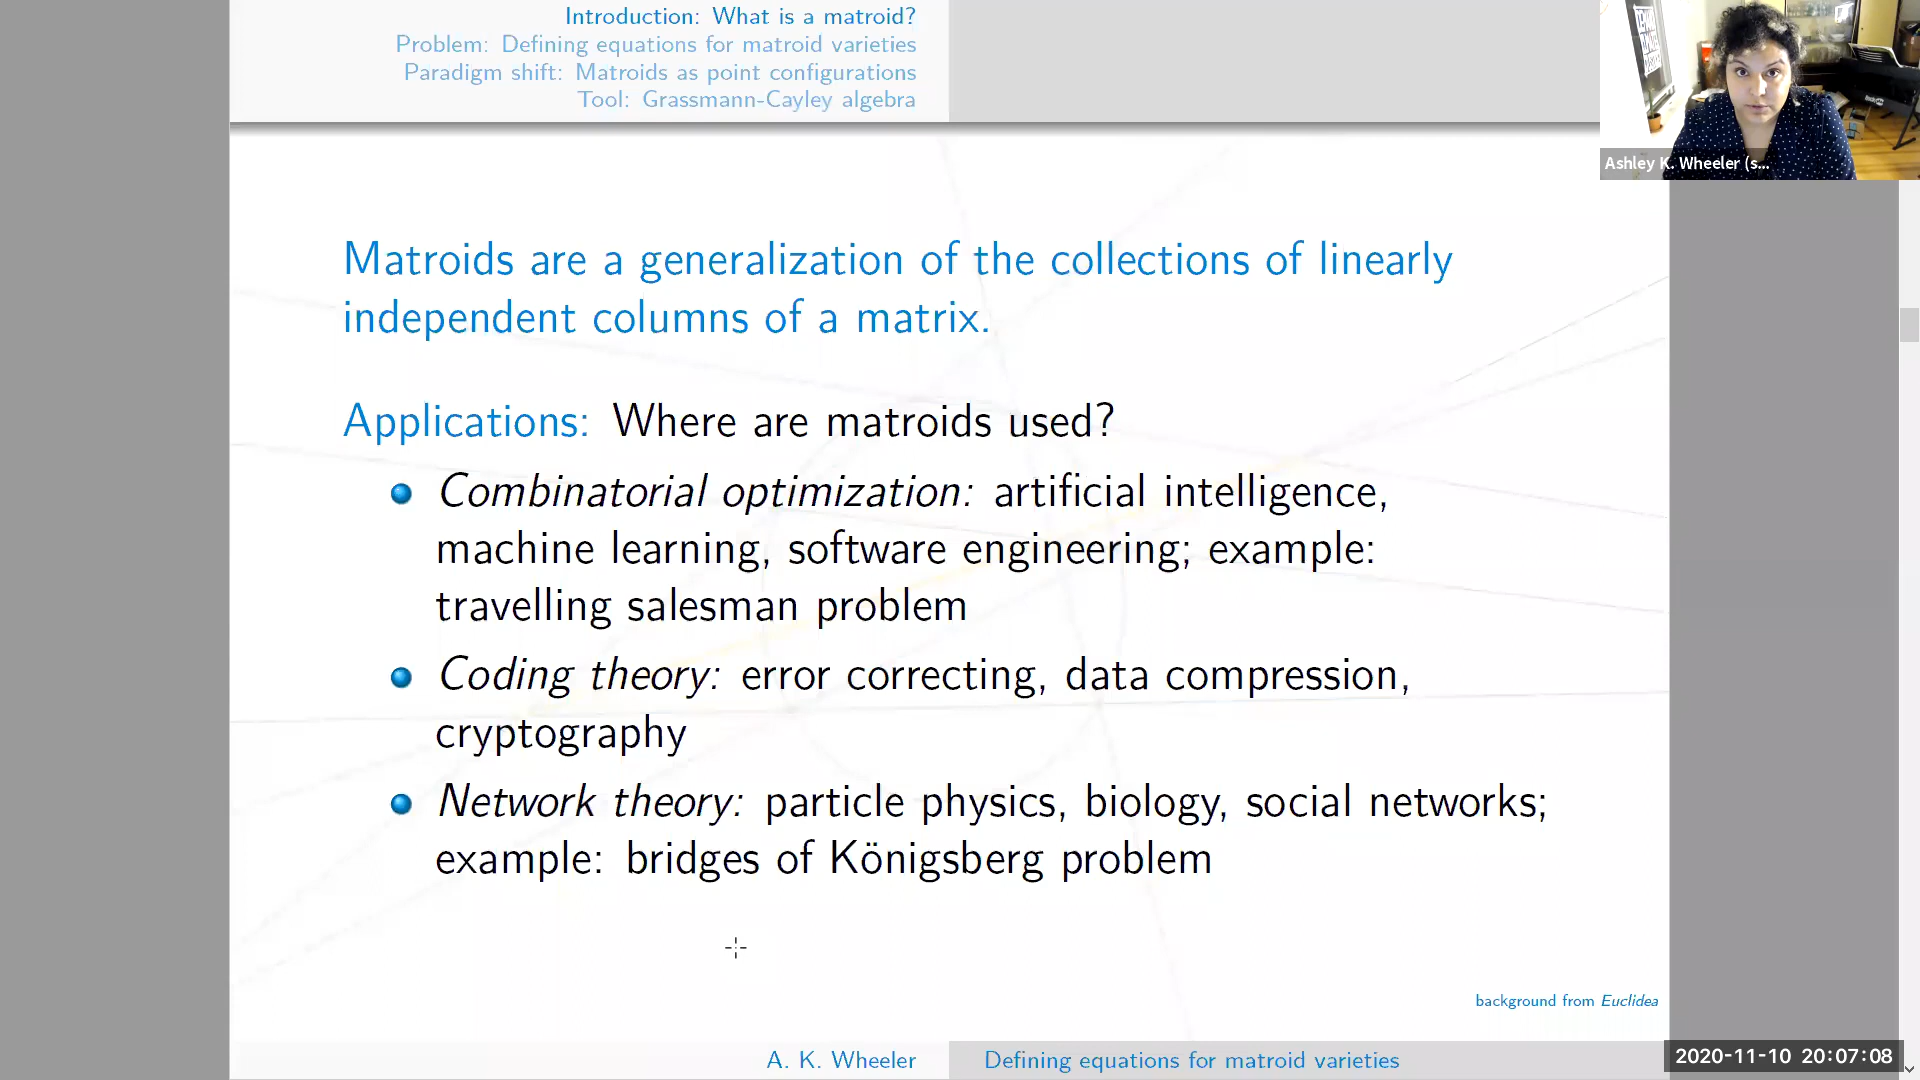 Introduction: What is a matroid?
Problem: Defining equations for matroid varieties
Paradigm shift: Matroids as point configurations
Tool: Grassmann-Cayley algebra
Ashley K. Wheeler (s...
Matroids are a generalization of the collections of linearly
independent columns of a matrix.
Applications: Where are matroids used?
Combinatorial optimization: artificial intelligence,
machine learning, software engineering; example:
travelling salesman problem
Coding theory: error correcting, data compression,
cryptography
Network theory: particle physics, biology, social networks;
example: bridges of Königsberg problem
background from Euclidea
A. K. Wheeler
Defining equations for matroid varieties
2020-11-10 20:07:08